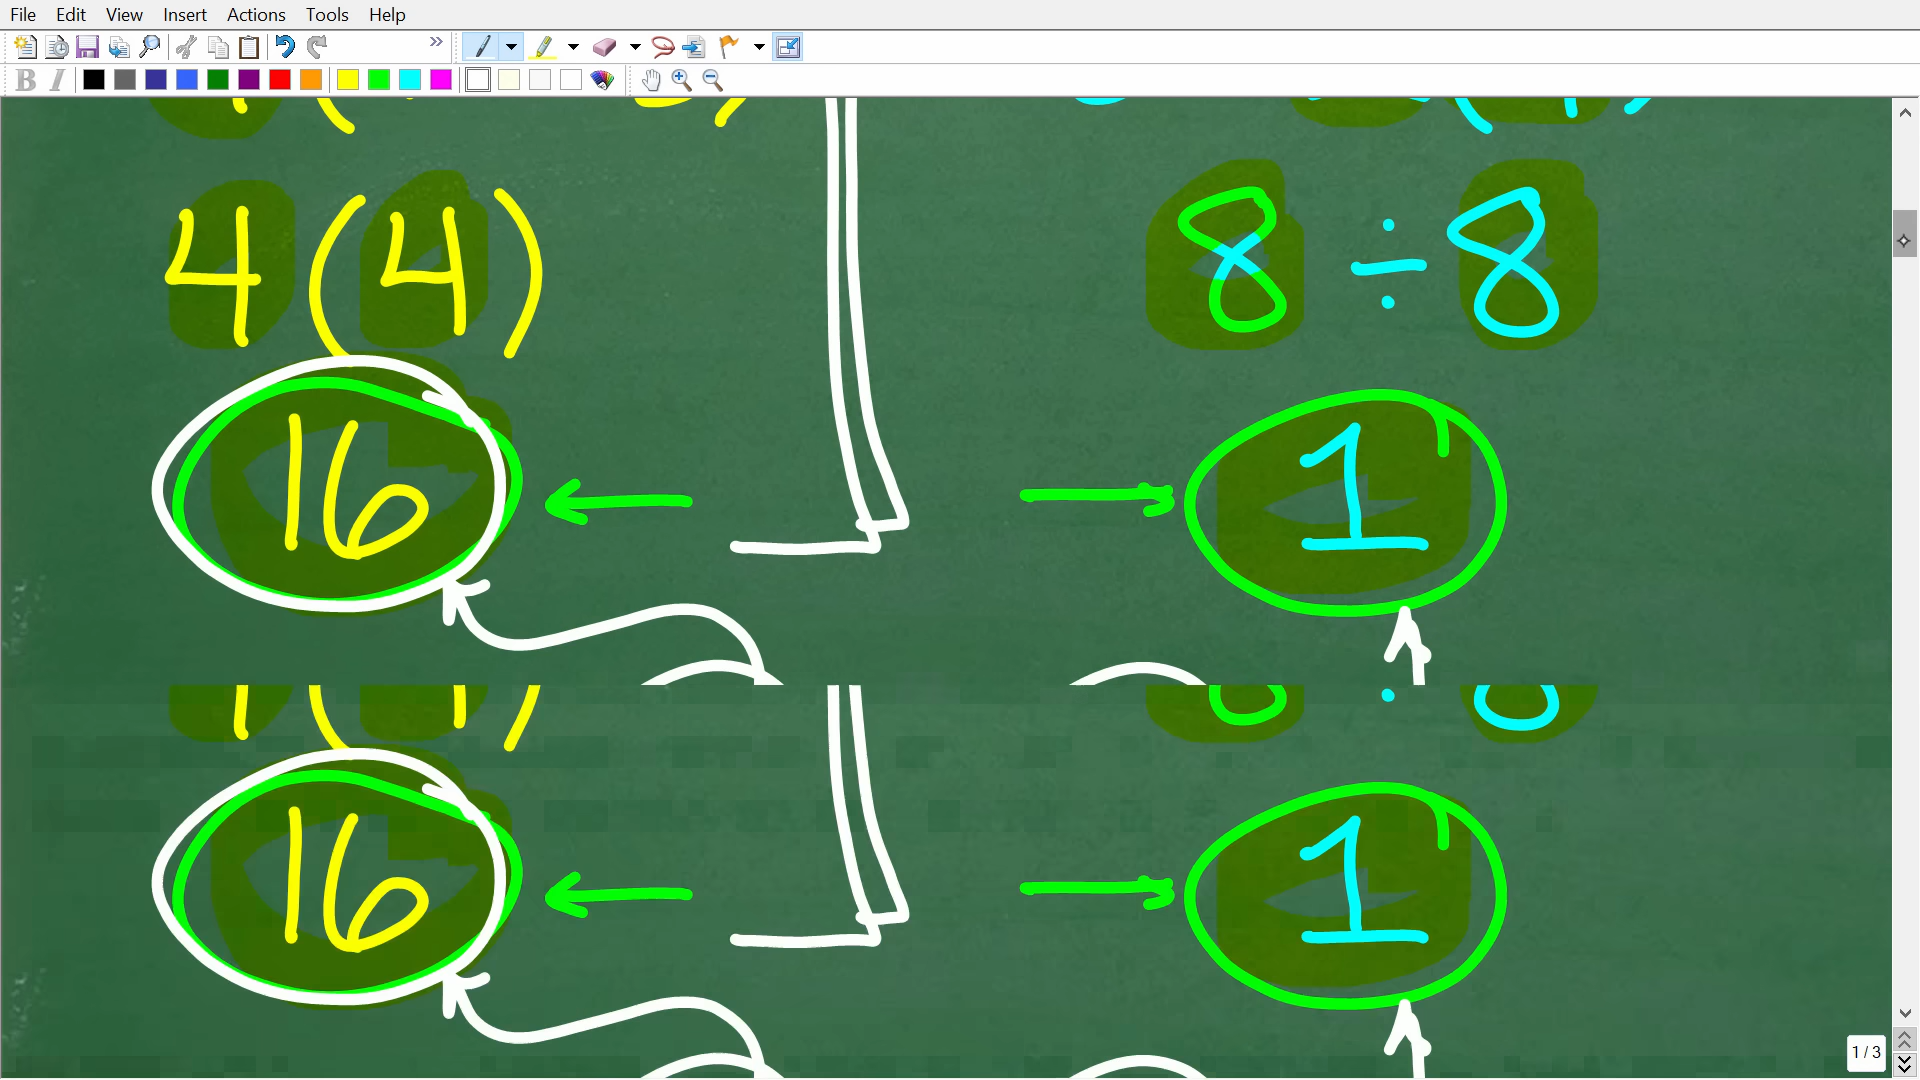 File Edit View Insert Actions Tools Help
B I
4(4) 8 ÷ 8
16 1
16 1
1 / 3